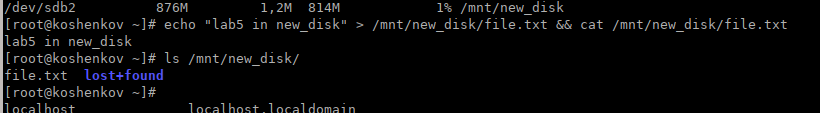 /dev/sdb2 876M 1,2M 814M 1% /mnt/new_disk
[root@koshenkov ~]# echo "lab5 in new_disk" > /mnt/new_disk/file.txt && cat /mnt/new_disk/file.txt
lab5 in new_disk
[root@koshenkov ~]# ls /mnt/new_disk/
file.txt lost+found
[root@koshenkov ~]#
localhost localhost.localdomain